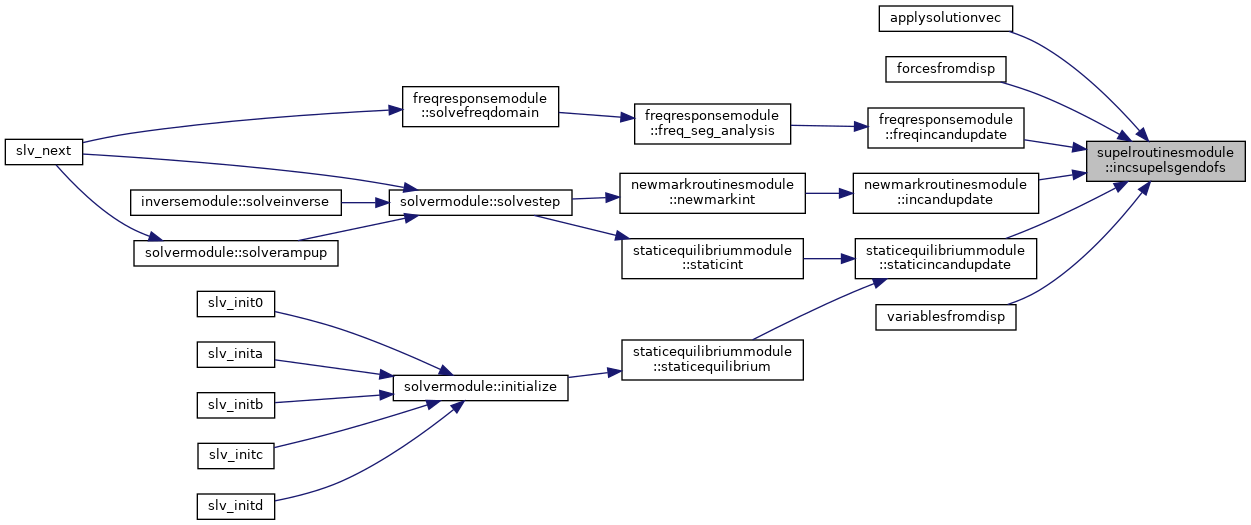 applysolutionvec
forcesfromdisp
freqresponsemodule
::solvefreqdomain
freqresponsemodule
::freq_seg_analysis
freqresponsemodule
::freqincandupdate
slv_next
supelroutinesmodule
::incsupelsgendofs
inversemodule::solveinverse
solvermodule::solvestep
newmarkroutinesmodule
::newmarkint
newmarkroutinesmodule
::incandupdate
solvermodule::solverampup
staticequilibriummodule
::staticint
staticequilibriummodule
::staticincandupdate
slv_init0
variablesfromdisp
slv_inita
staticequilibriummodule
::staticequilibrium
solvermodule::initialize
slv_initb
slv_initc
slv_initd